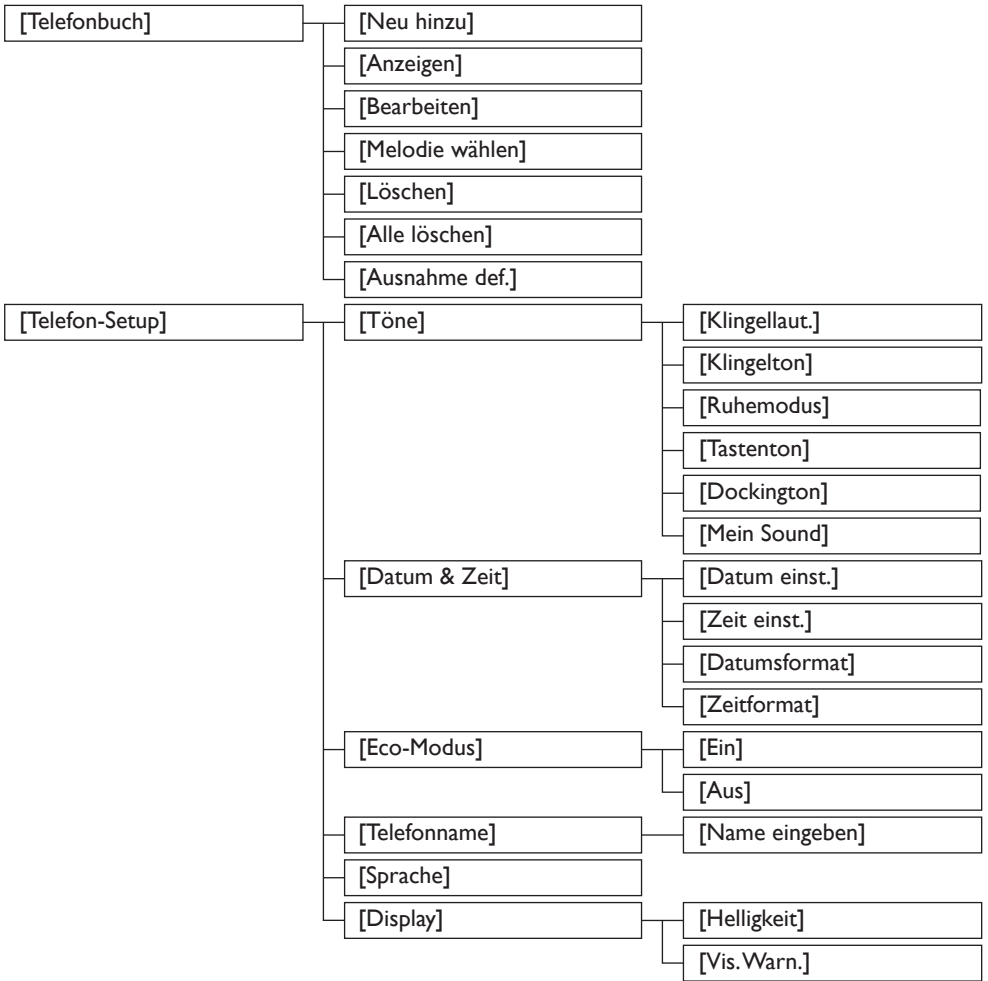 [Telefonbuch]
[Neu hinzu]
[Anzeigen]
[Bearbeiten]
[Melodie wählen]
[Löschen]
[Alle löschen]
[Ausnahme def.]
[Telefon-Setup]
[Töne]
[Klingellaut.]
[Klingelton]
[Ruhemodus]
[Tastenton]
[Dockington]
[Mein Sound]
[Datum & Zeit]
[Datum einst.]
[Zeit einst.]
[Datumsformat]
[Zeitformat]
[Eco-Modus]
[Ein]
[Aus]
[Telefonname]
[Name eingeben]
[Sprache]
[Display]
[Helligkeit]
[Vis. Warn.]